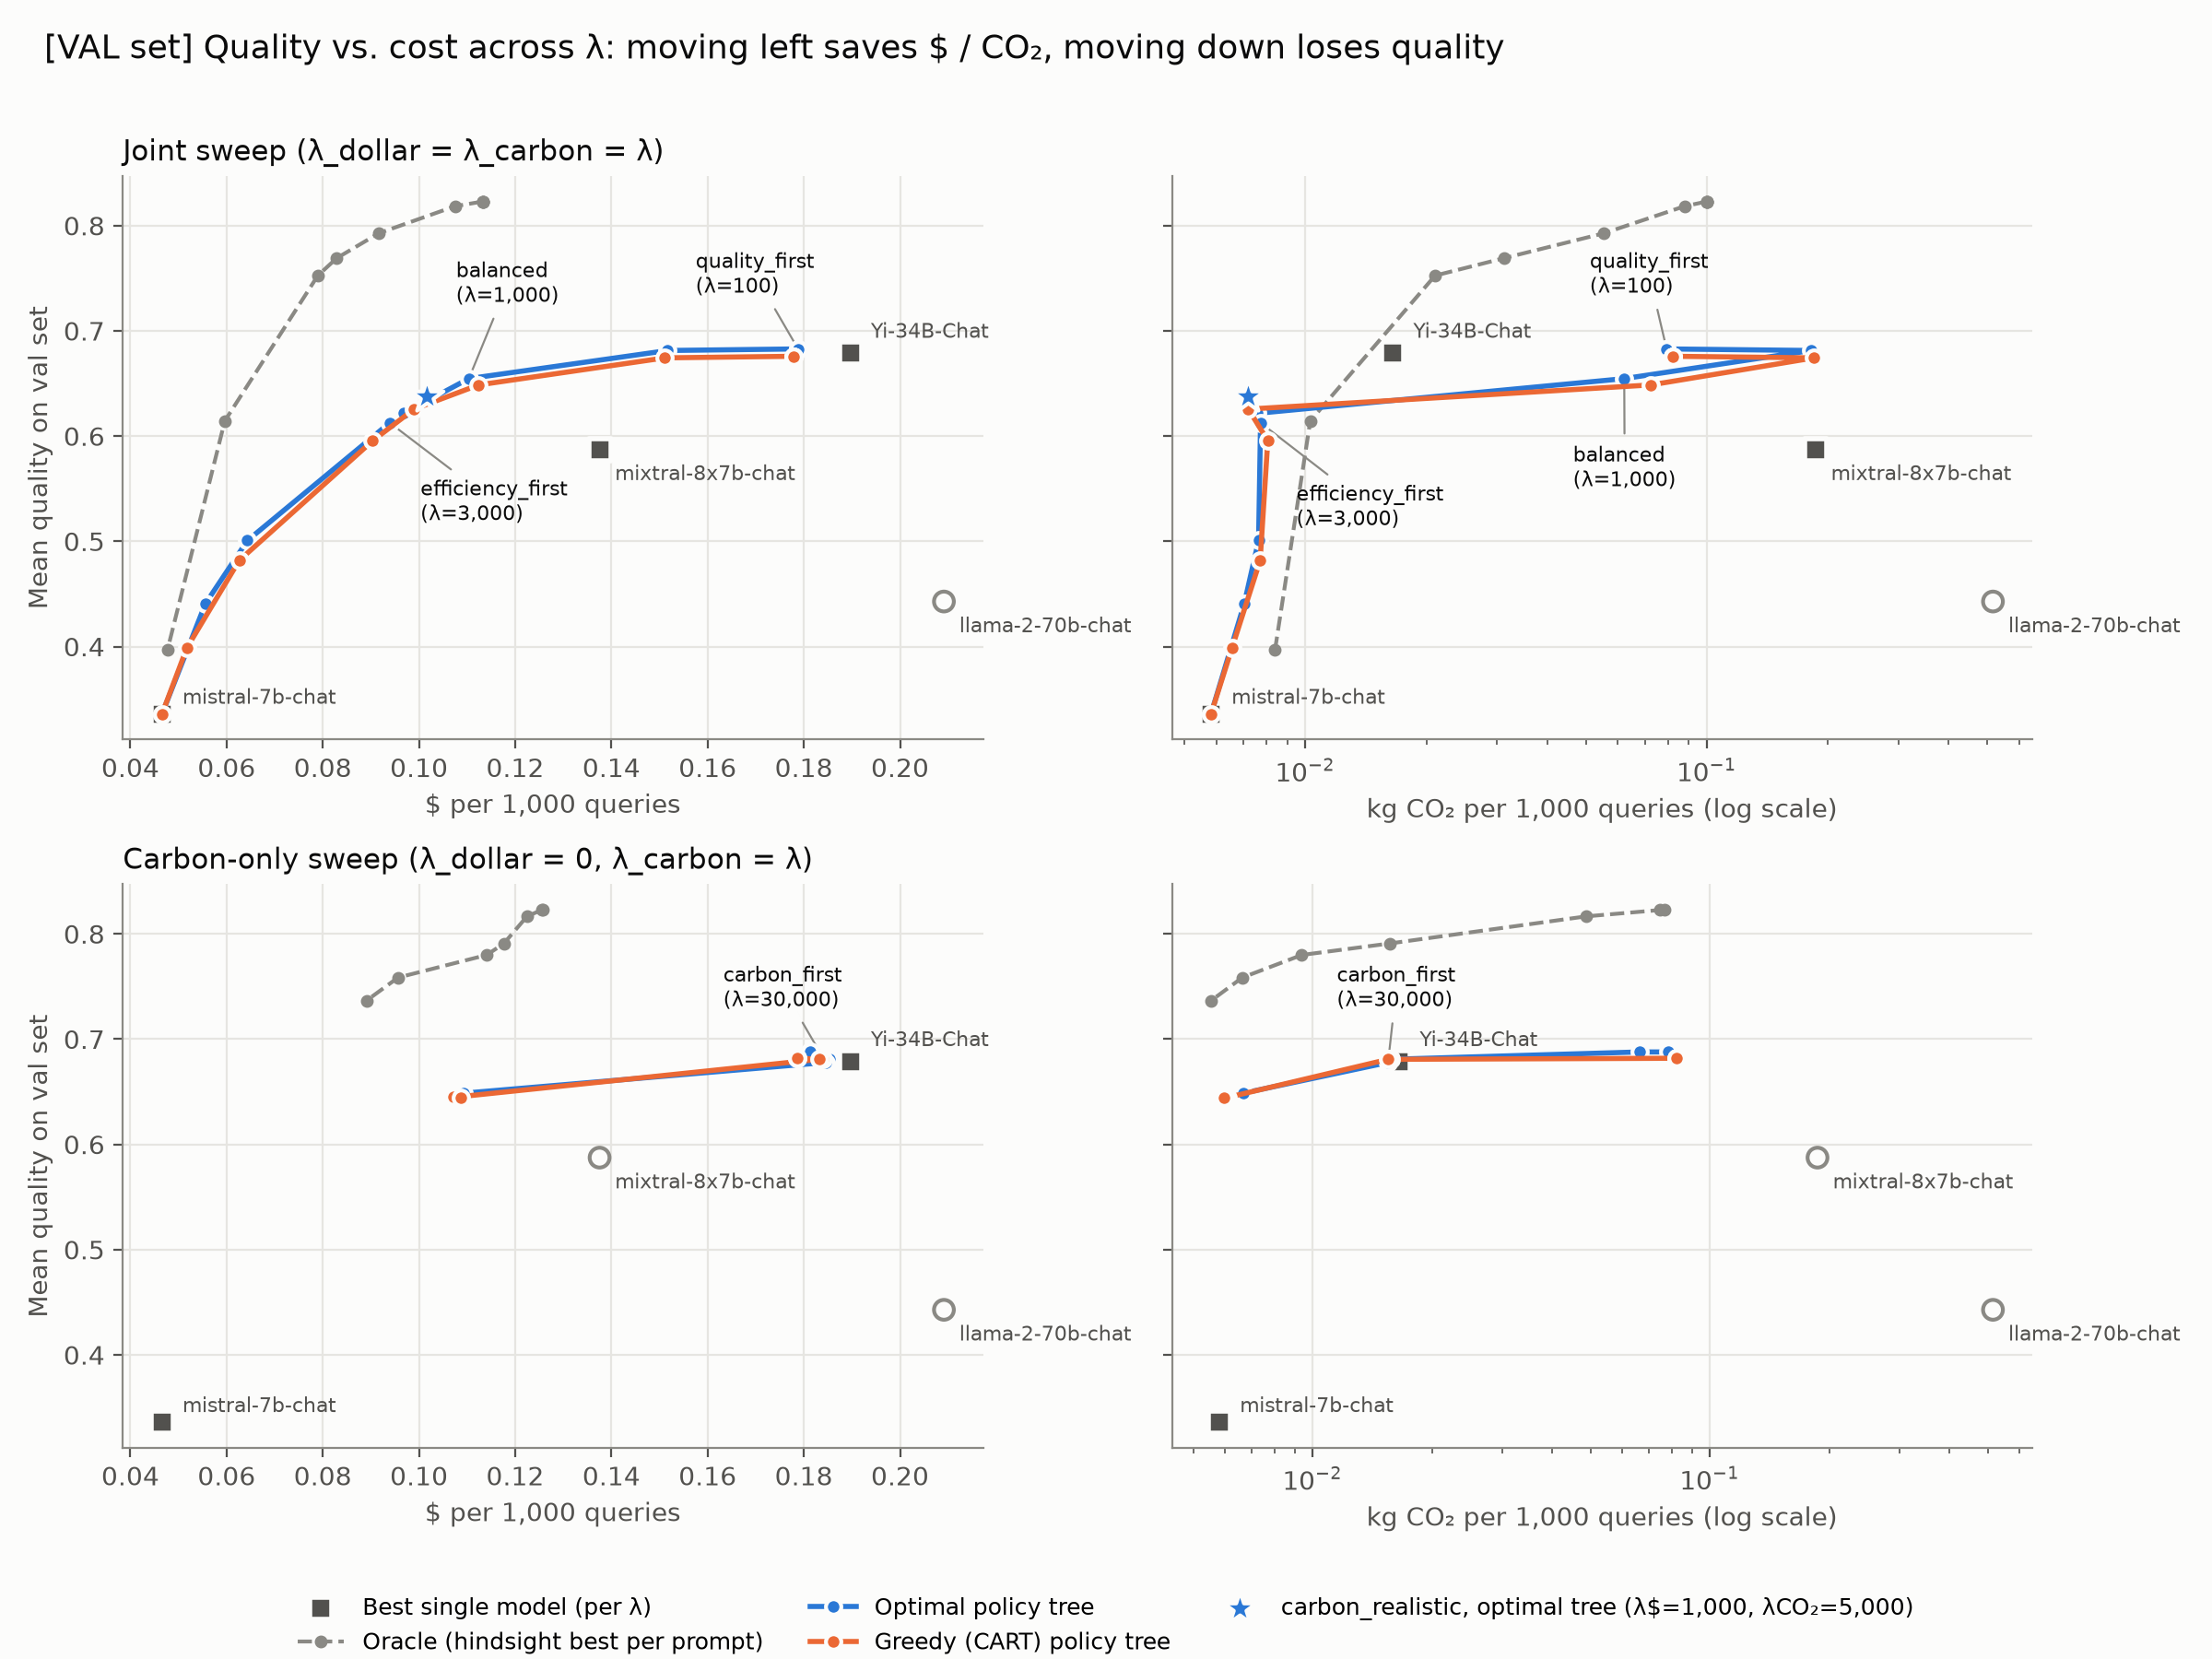 [VAL set] Quality vs. cost across λ: moving left saves $ / CO₂, moving down loses quality
Joint sweep (λ_dollar = λ_carbon = λ)
Mean quality on val set
0.8
0.7
0.6
0.5
0.4
balanced
(λ=1,000)
quality_first
(λ=100)
Yi-34B-Chat
mixtral-8x7b-chat
efficiency_first
(λ=3,000)
llama-2-70b-chat
mistral-7b-chat
0.04 0.06 0.08 0.10 0.12 0.14 0.16 0.18 0.20
$ per 1,000 queries
quality_first
(λ=100)
Yi-34B-Chat
balanced
(λ=1,000)
mixtral-8x7b-chat
efficiency_first
(λ=3,000)
llama-2-70b-chat
mistral-7b-chat
10⁻² 10⁻¹
kg CO₂ per 1,000 queries (log scale)
Carbon-only sweep (λ_dollar = 0, λ_carbon = λ)
Mean quality on val set
0.8
0.7
0.6
0.5
0.4
carbon_first
(λ=30,000)
Yi-34B-Chat
mixtral-8x7b-chat
llama-2-70b-chat
mistral-7b-chat
0.04 0.06 0.08 0.10 0.12 0.14 0.16 0.18 0.20
$ per 1,000 queries
carbon_first
(λ=30,000)
Yi-34B-Chat
mixtral-8x7b-chat
llama-2-70b-chat
mistral-7b-chat
10⁻² 10⁻¹
kg CO₂ per 1,000 queries (log scale)
Best single model (per λ)
Oracle (hindsight best per prompt)
Optimal policy tree
Greedy (CART) policy tree
carbon_realistic, optimal tree (λ$=1,000, λCO₂=5,000)